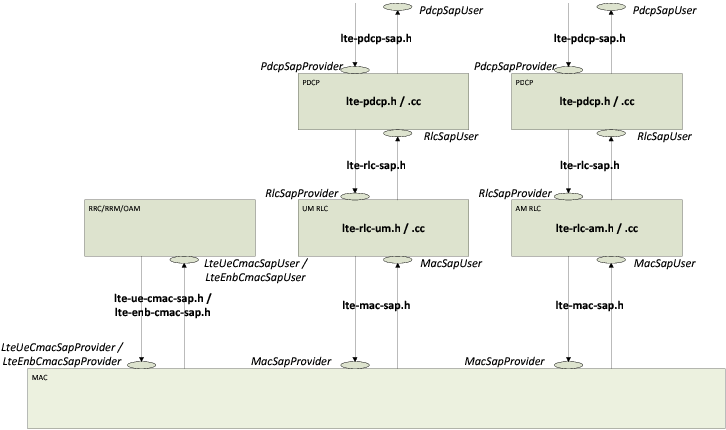 PdcpSapUser
PdcpSapUser
lte-pdcp-sap.h
lte-pdcp-sap.h
PdcpSapProvider
PdcpSapProvider
PDCP
PDCP
lte-pdcp.h / .cc
lte-pdcp.h / .cc
RlcSapUser
RlcSapUser
lte-rlc-sap.h
lte-rlc-sap.h
RlcSapProvider
RlcSapProvider
RRC/RRM/OAM
UM RLC
AM RLC
lte-rlc-um.h / .cc
lte-rlc-am.h / .cc
LteUeCmacSapUser /
LteEnbCmacSapUser
MacSapUser
MacSapUser
lte-ue-cmac-sap.h /
lte-enb-cmac-sap.h
lte-mac-sap.h
lte-mac-sap.h
LteUeCmacSapProvider /
LteEnbCmacSapProvider
MacSapProvider
MacSapProvider
MAC